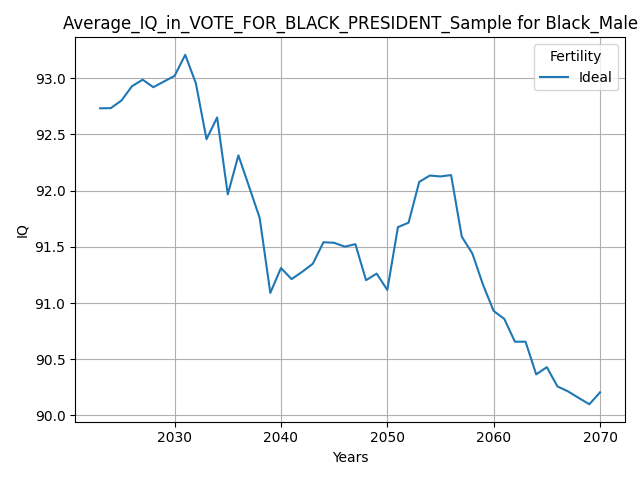 Average_IQ_in_VOTE_FOR_BLACK_PRESIDENT_Sample for Black_Male
Fertility
Ideal
93.0
92.5
92.0
91.5
91.0
90.5
90.0
IQ
2030 2040 2050 2060 2070
Years